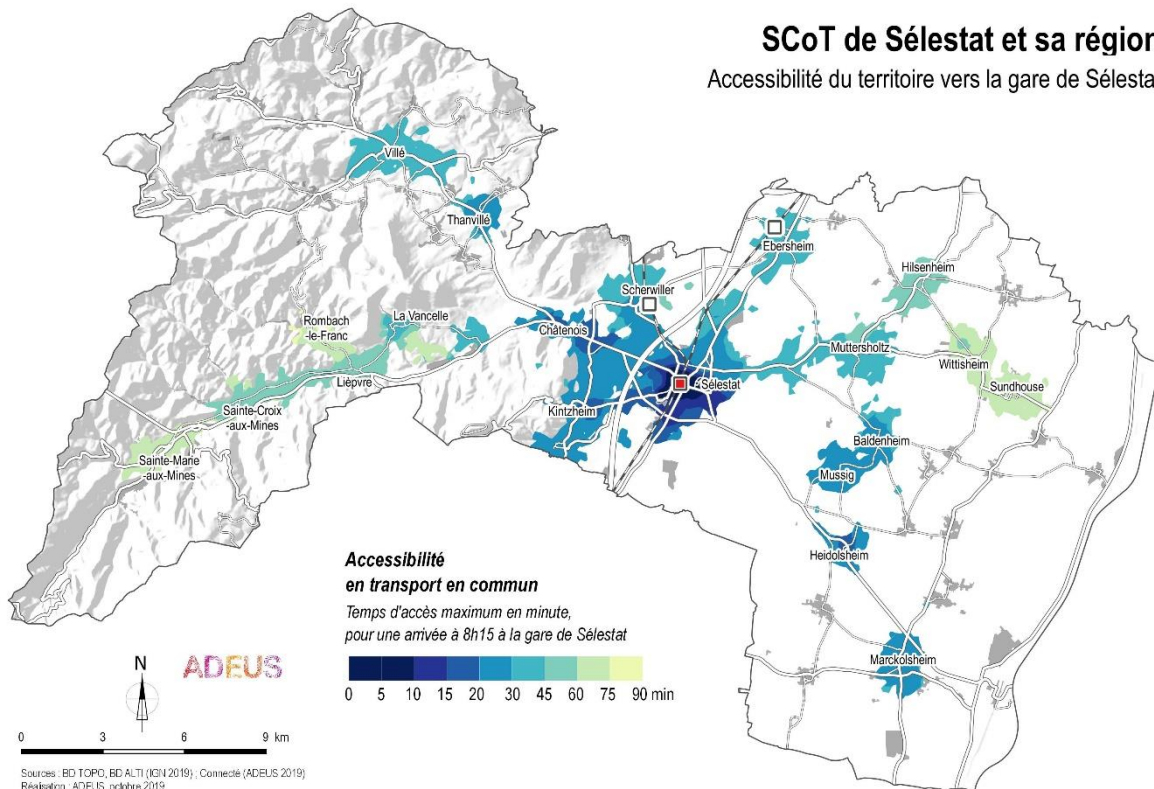 SCoT de Sélestat et sa région
Accessibilité du territoire vers la gare de Sélesta
Villé
Thanvillé
Ebersheim
Hilsenheim
Scherwiller
La Vancelle
Rombach
-le-Franc
Châtenois
Muttersholtz
Wittisheim
Lièpvre
Sélestat
Sundhouse
Sainte-Croix
-aux-Mines
Kintzheim
Baldenheim
Sainte-Marie
-aux-Mines
Mussig
Heidolsheim
Marckolsheim
Accessibilité
en transport en commun
Temps d'accès maximum en minute,
pour une arrivée à 8h15 à la gare de Sélestat
0 5 10 15 20 30 45 60 75 90 min
N
ADEUS
0 3 6 9 km
Sources : BD TOPO, BD ALTI (IGN 2019) ; Connecté (ADEUS 2019)
Réalisation : ADEUS, octobre 2019